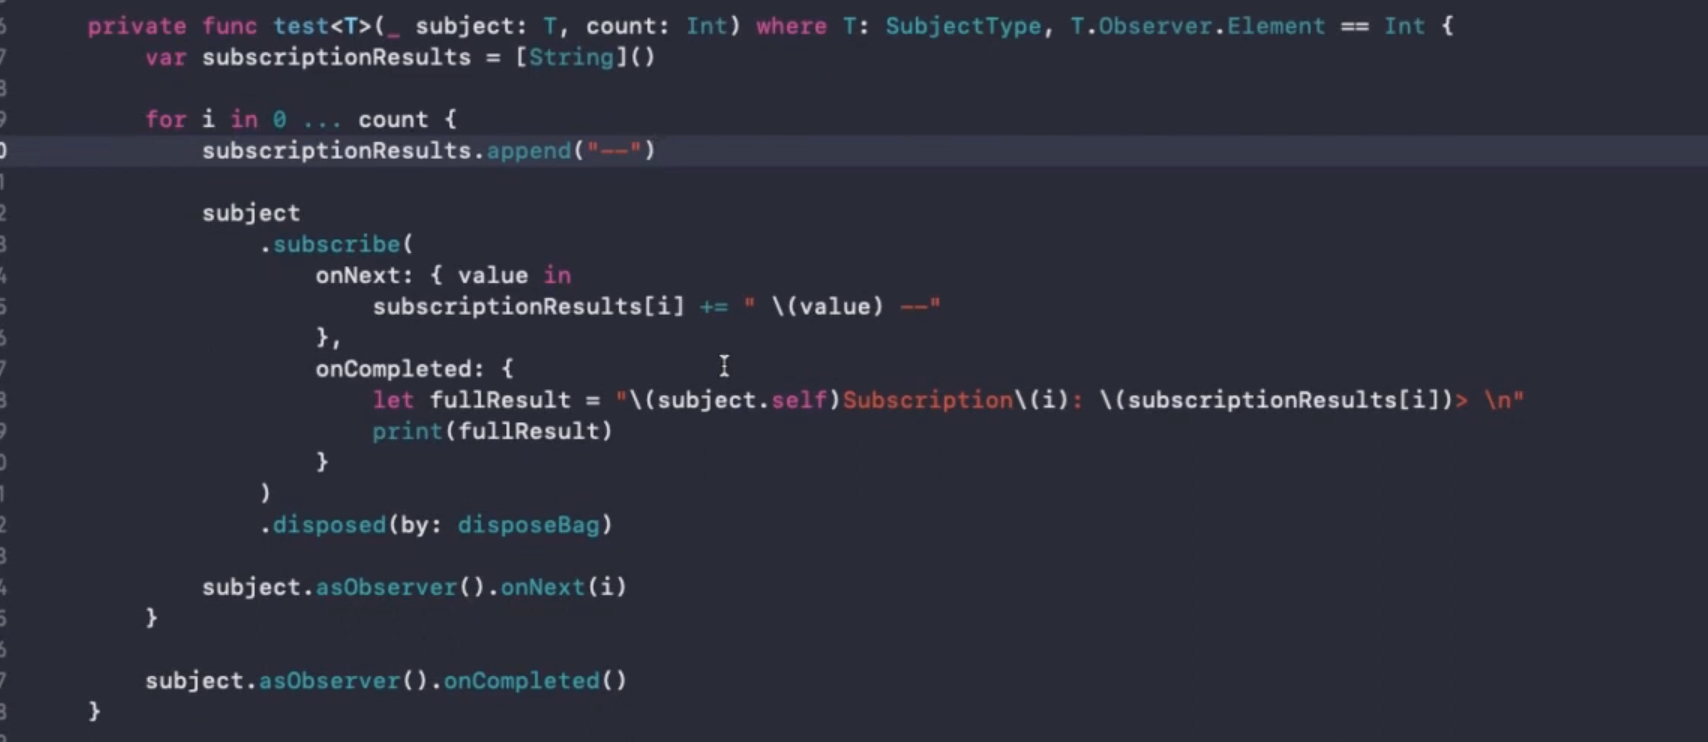 6 private func test<T>(_ subject: T, count: Int) where T: SubjectType, T.Observer.Element == Int {
7 var subscriptionResults = [String]()
8
9 for i in 0 ... count {
0 subscriptionResults.append("--")
1
2 subject
3 .subscribe(
4 onNext: { value in
5 subscriptionResults[i] += " \(value) --"
6 },
7 onCompleted: {
8 let fullResult = "\(subject.self)Subscription\(i): \(subscriptionResults[i])> \n"
9 print(fullResult)
0 }
1 )
2 .disposed(by: disposeBag)
3
4 subject.asObserver().onNext(i)
5 }
6
7 subject.asObserver().onCompleted()
8 }